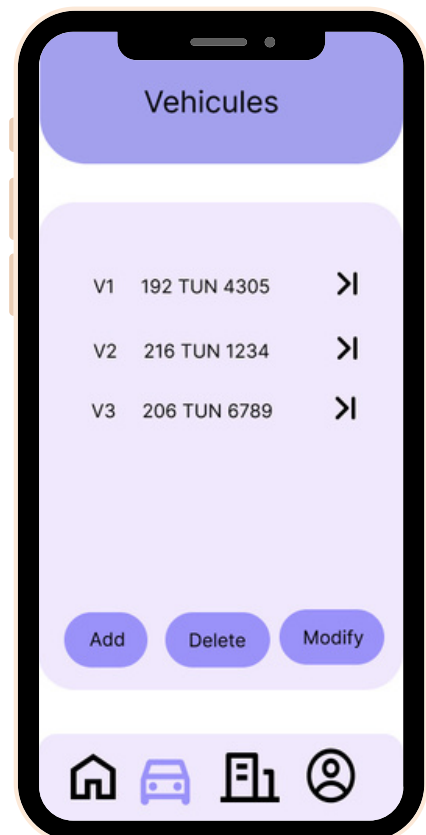 Vehicules
V1 192 TUN 4305
V2 216 TUN 1234
V3 206 TUN 6789
Add Delete Modify